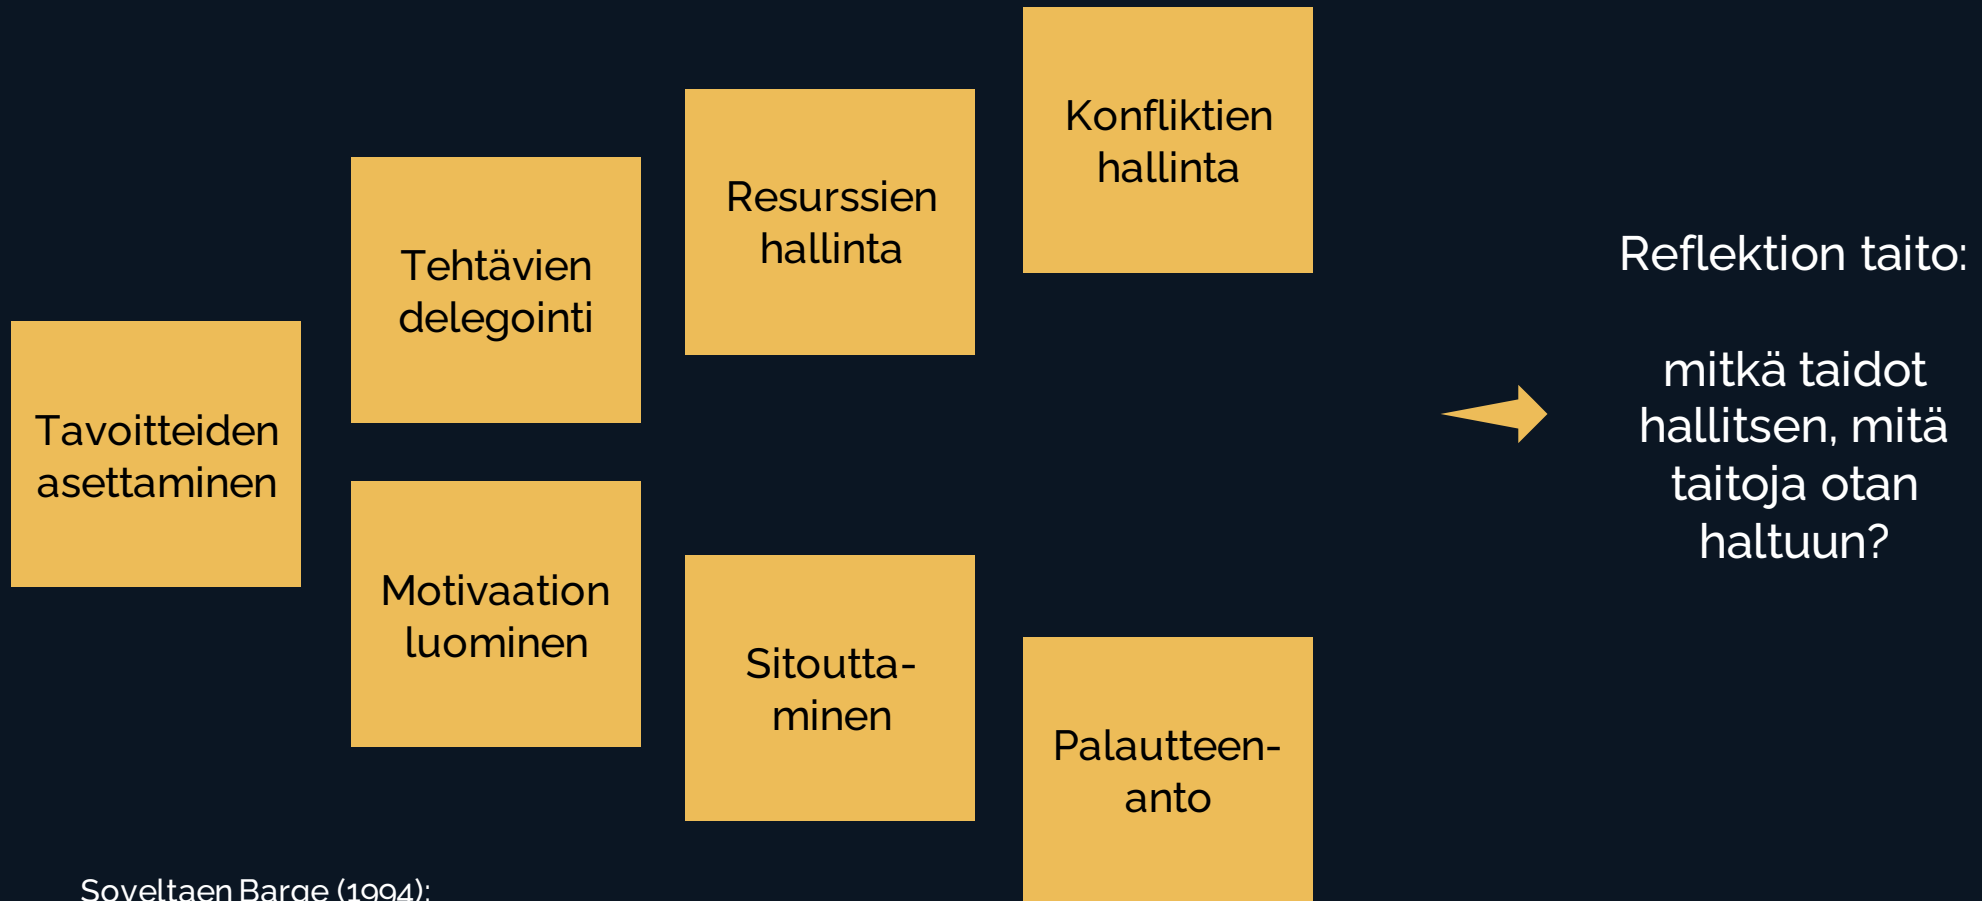 Tavoitteiden
asettaminen
Tehtävien
delegointi
Motivaation
luominen
Resurssien
hallinta
Sitoutta-
minen
Konfliktien
hallinta
Palautteen-
anto
Reflektion taito:
mitkä taidot
hallitsen, mitä
taitoja otan
haltuun?
Soveltaen Barge (1994):